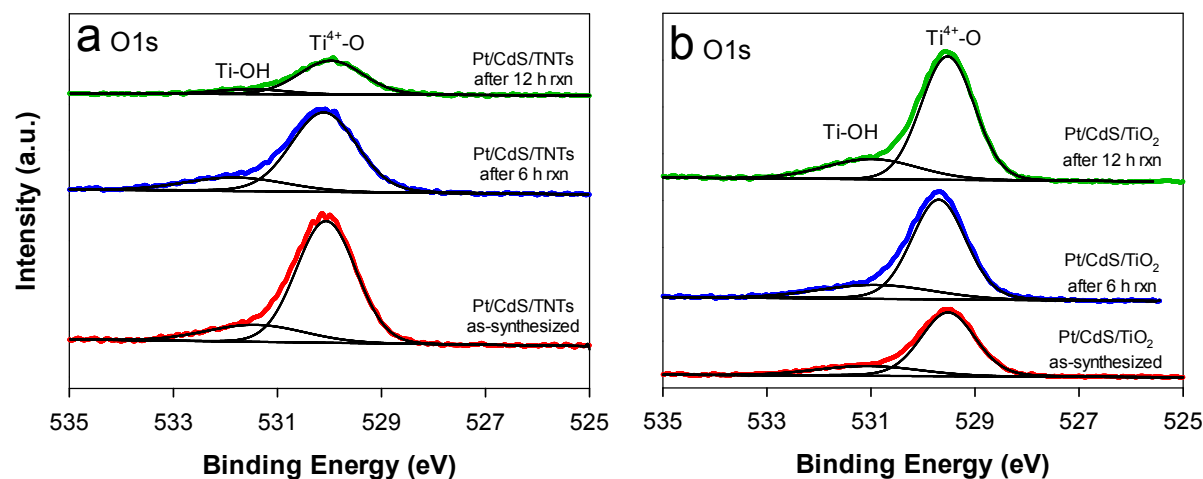 a O1s
Ti⁴⁺-O
Ti-OH
Pt/CdS/TNTs
after 12 h rxn
Pt/CdS/TNTs
after 6 h rxn
Pt/CdS/TNTs
as-synthesized
Intensity (a.u.)
535 533 531 529 527 525
Binding Energy (eV)
b O1s
Ti⁴⁺-O
Ti-OH
Pt/CdS/TiO₂
after 12 h rxn
Pt/CdS/TiO₂
after 6 h rxn
Pt/CdS/TiO₂
as-synthesized
535 533 531 529 527 525
Binding Energy (eV)